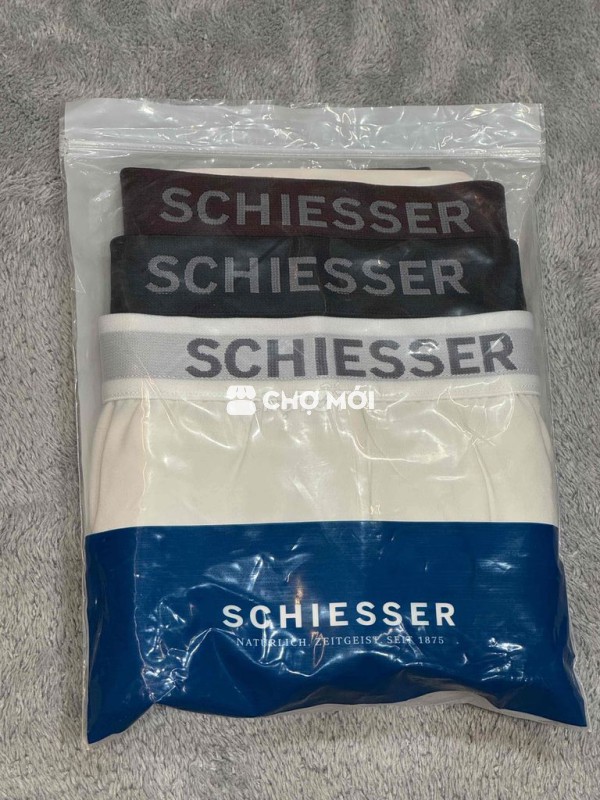 SCHIESSER
SCHIESSER
SCHIESSER
CHỢ MỚI
SCHIESSER
NATÜRLICH. ZEITGEIST. SEIT 1875